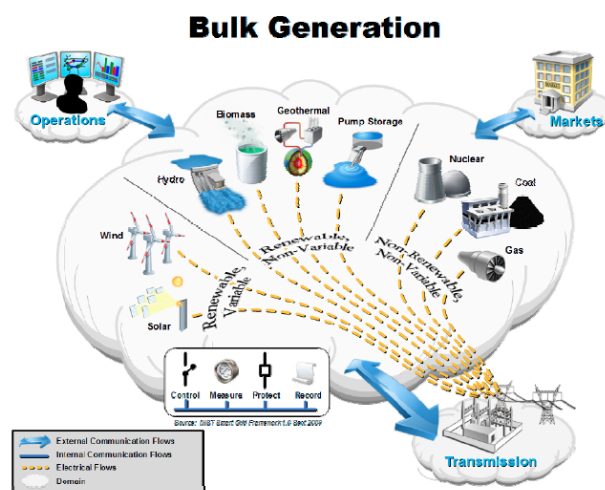 Bulk Generation
Operations
Markets
Biomass
Geothermal
Pump Storage
Hydro
Nuclear
Coal
Gas
Wind
Solar
Renewable,
Variable
Renewable,
Non-Variable
Non-Renewable,
Non-Variable
Control
Measure
Protect
Record
Source: NIST Smart Grid Framework 1.0 Sept 2009
Transmission
External Communication Flows
Internal Communication Flows
Electrical Flows
Domain